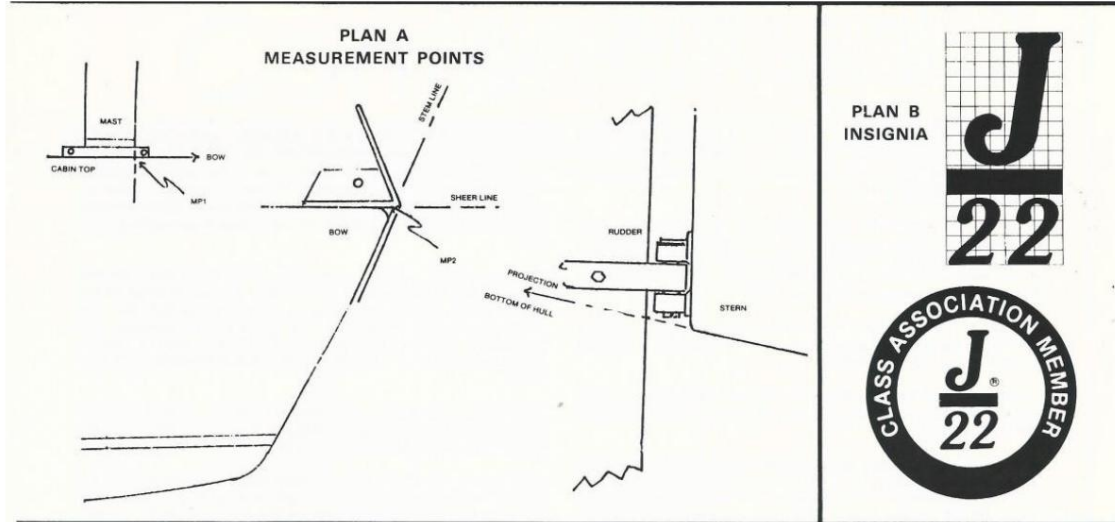 PLAN A
MEASUREMENT POINTS
MAST
CABIN TOP
BOW
MP1
STEM LINE
SHEER LINE
BOW
MP2
RUDDER
PROJECTION
BOTTOM OF HULL
STERN
PLAN B
INSIGNIA
J
22
CLASS ASSOCIATION MEMBER
J®
22